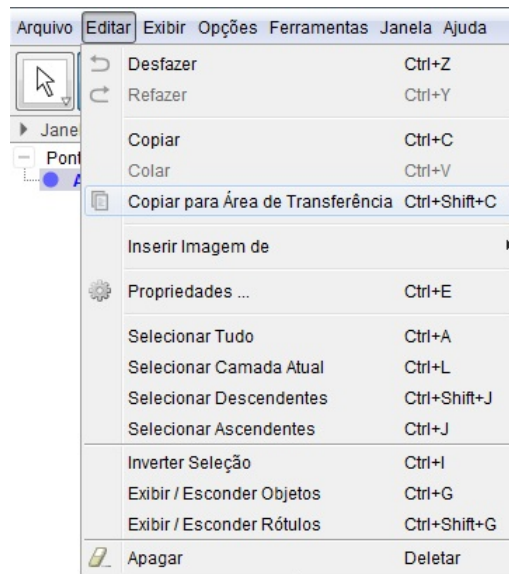 Arquivo Editar Exibir Opções Ferramentas Janela Ajuda
Desfazer Ctrl+Z
Refazer Ctrl+Y
Copiar Ctrl+C
Colar Ctrl+V
Copiar para Área de Transferência Ctrl+Shift+C
Inserir Imagem de
Propriedades ... Ctrl+E
Selecionar Tudo Ctrl+A
Selecionar Camada Atual Ctrl+L
Selecionar Descendentes Ctrl+Shift+J
Selecionar Ascendentes Ctrl+J
Inverter Seleção Ctrl+I
Exibir / Esconder Objetos Ctrl+G
Exibir / Esconder Rótulos Ctrl+Shift+G
Apagar Deletar